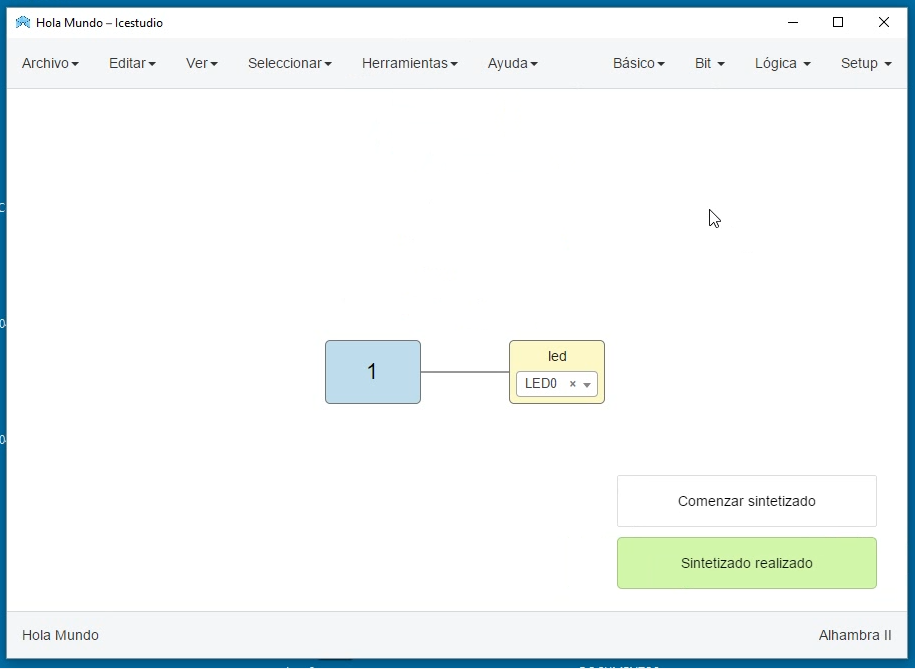 Hola Mundo – Icestudio
Archivo Editar Ver Seleccionar Herramientas Ayuda Básico Bit Lógica Setup
1
led
LED0 ×
Comenzar sintetizado
Sintetizado realizado
Hola Mundo
Alhambra II